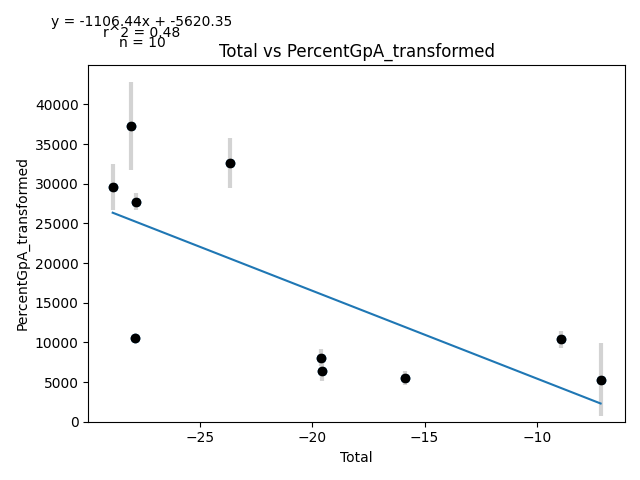 y = -1106.44x + -5620.35
r^2 = 0.48
n = 10
Total vs PercentGpA_transformed
40000
35000
30000
25000
20000
15000
10000
5000
0
PercentGpA_transformed
−25
−20
−15
−10
Total